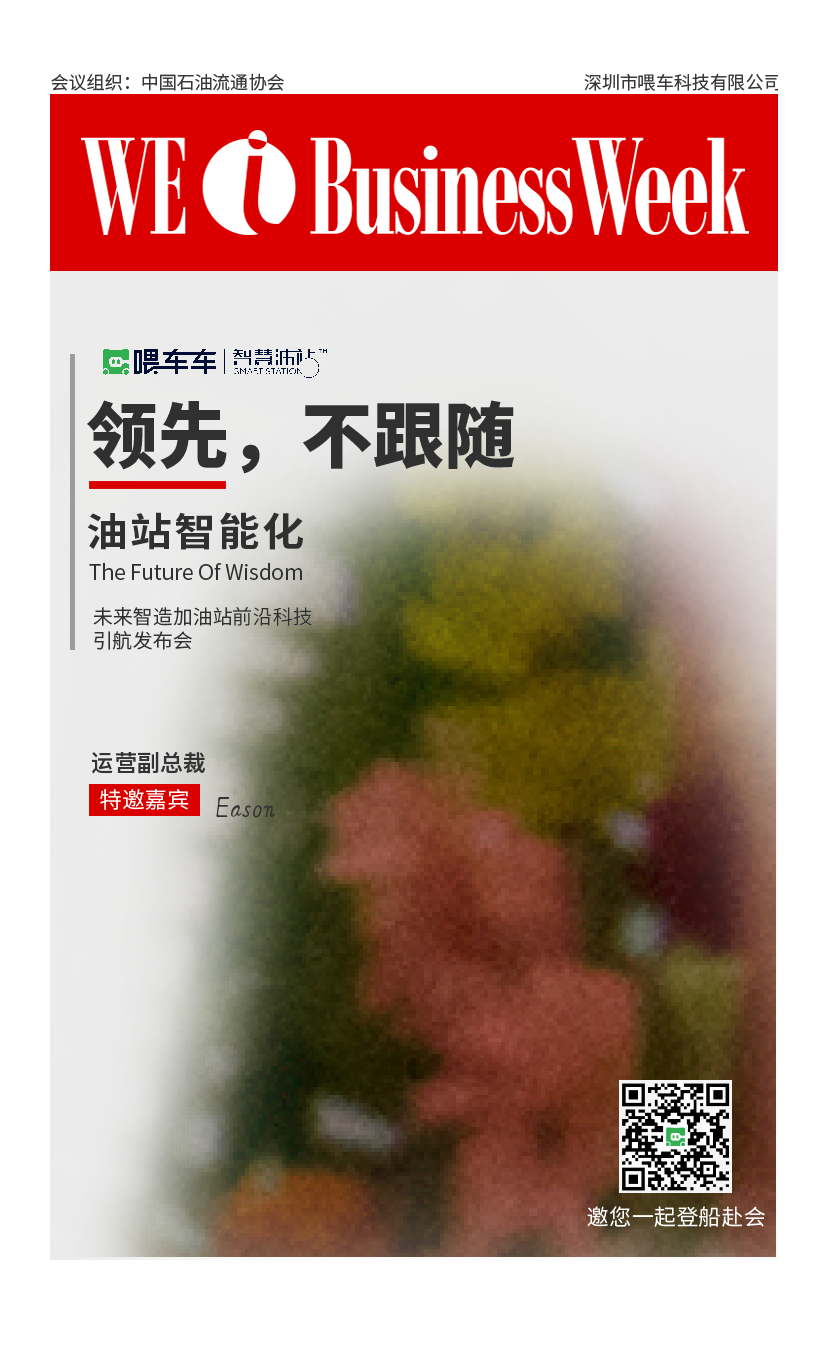 会议组织：中国石油流通协会
深圳市喂车科技有限公司
WE i BusinessWeek
喂车车 | 智慧油站™
SMART STATION
领先，不跟随
油站智能化
The Future Of Wisdom
未来智造加油站前沿科技
引航发布会
运营副总裁
特邀嘉宾 Eason
邀您一起登船赴会